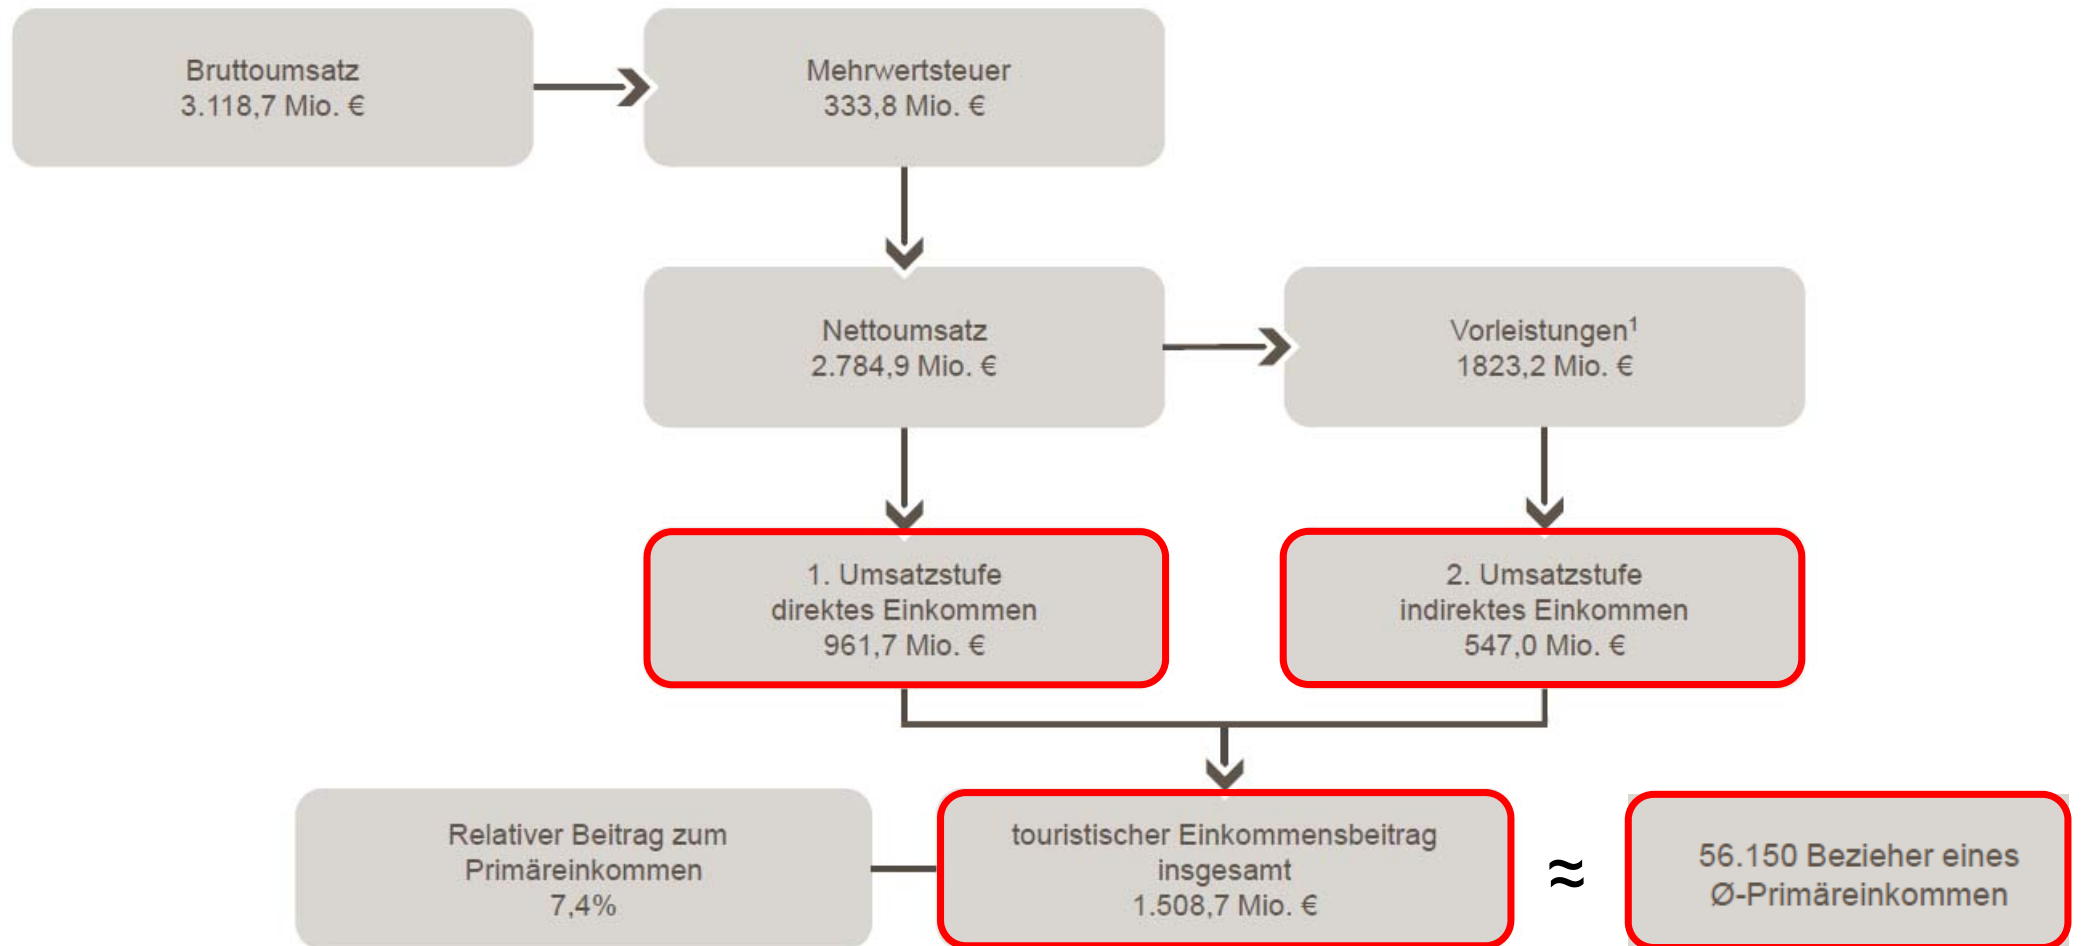 Bruttoumsatz
3.118,7 Mio. €
Mehrwertsteuer
333,8 Mio. €
Nettoumsatz
2.784,9 Mio. €
Vorleistungen¹
1823,2 Mio. €
1. Umsatzstufe
direktes Einkommen
961,7 Mio. €
2. Umsatzstufe
indirektes Einkommen
547,0 Mio. €
Relativer Beitrag zum
Primäreinkommen
7,4%
touristischer Einkommensbeitrag
insgesamt
1.508,7 Mio. €
≈
56.150 Bezieher eines
Ø-Primäreinkommen